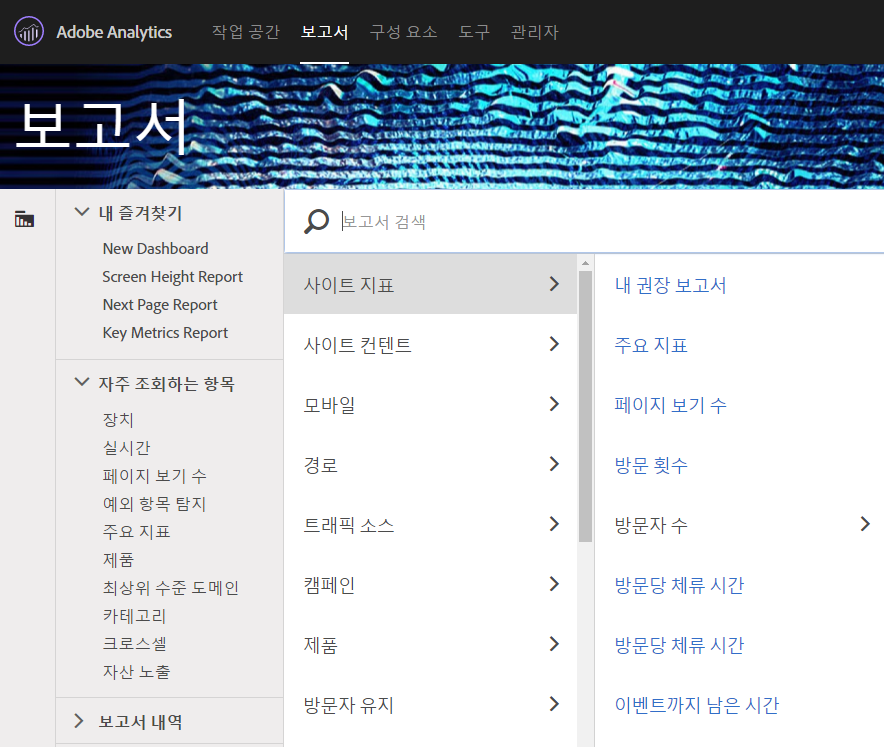 Adobe Analytics 작업 공간 보고서 구성 요소 도구 관리자
보고서
내 즐겨찾기
New Dashboard
Screen Height Report
Next Page Report
Key Metrics Report
자주 조회하는 항목
장치
실시간
페이지 보기 수
예외 항목 탐지
주요 지표
제품
최상위 수준 도메인
카테고리
크로스셀
자산 노출
보고서 내역
보고서 검색
사이트 지표
사이트 컨텐트
모바일
경로
트래픽 소스
캠페인
제품
방문자 유지
내 권장 보고서
주요 지표
페이지 보기 수
방문 횟수
방문자 수
방문당 체류 시간
방문당 체류 시간
이벤트까지 남은 시간